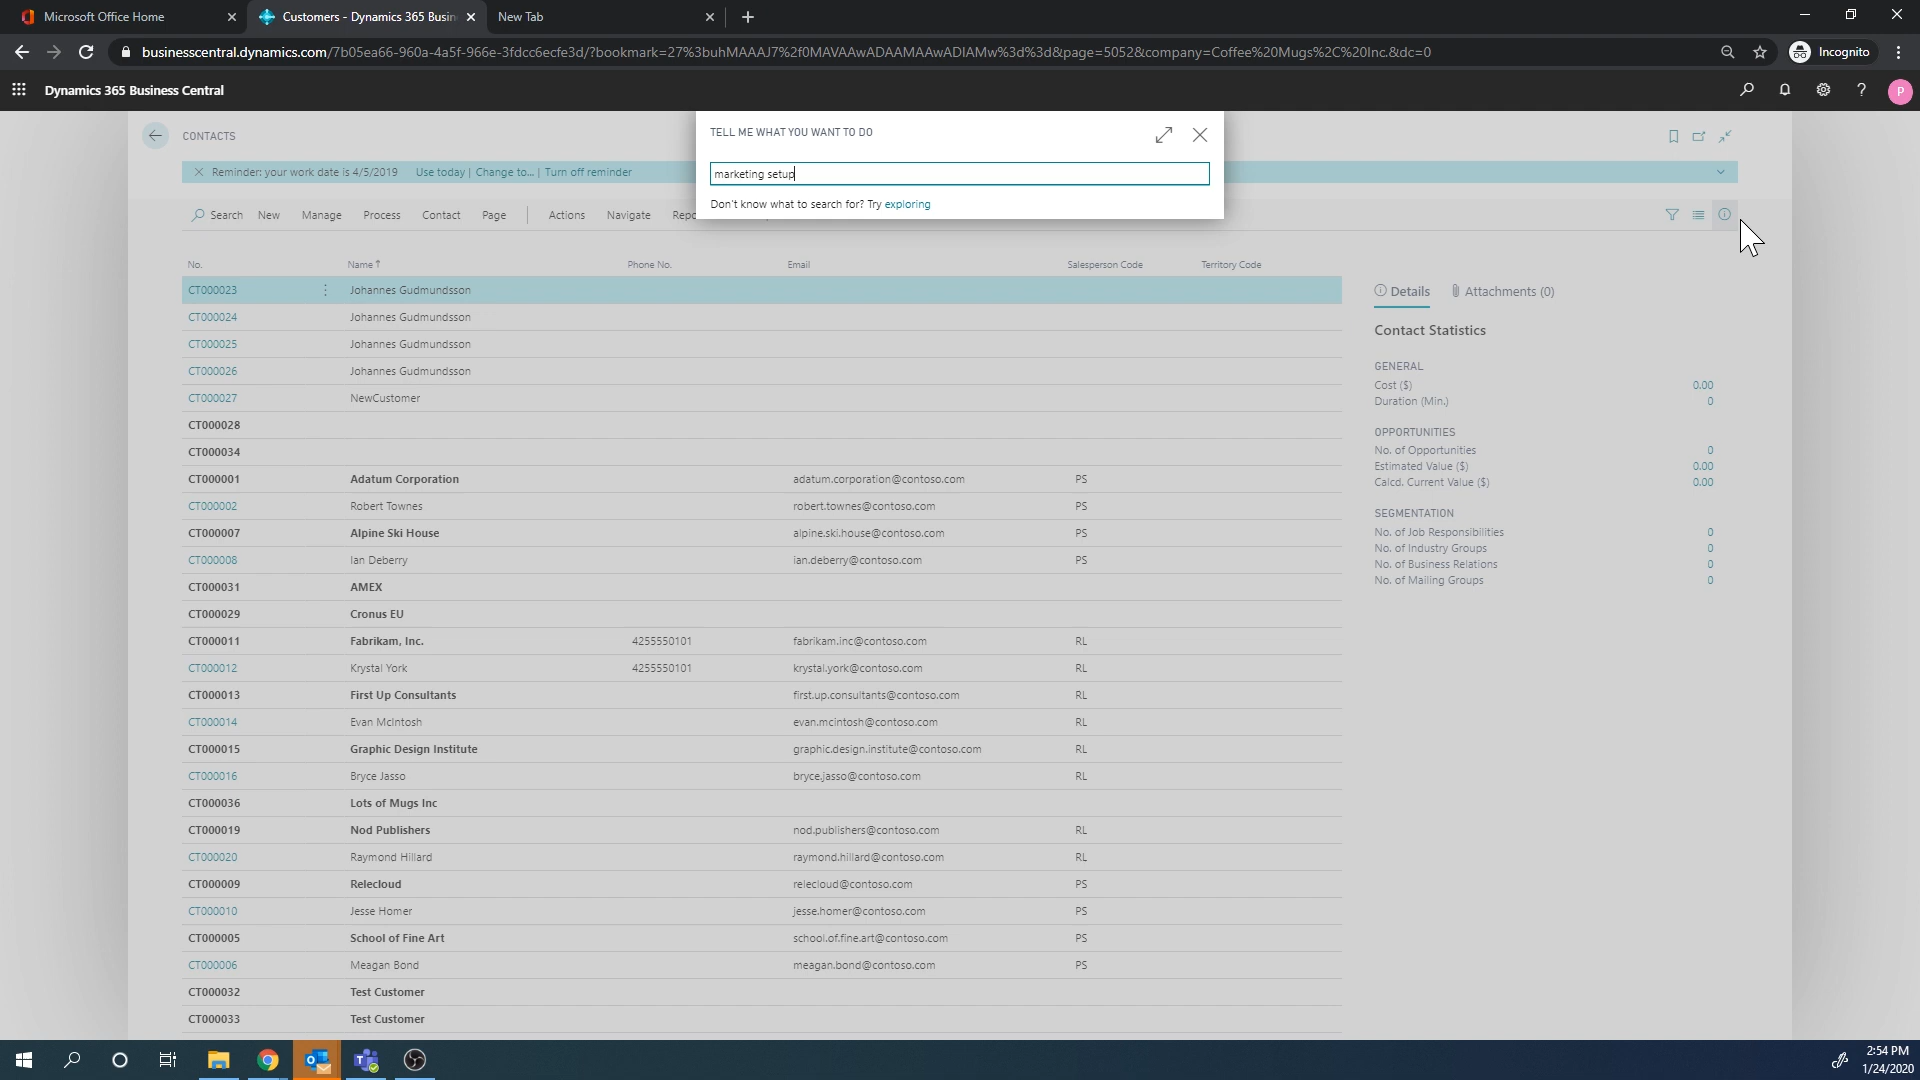 Microsoft Office Home
Customers - Dynamics 365 Busin
New Tab
businesscentral.dynamics.com/7b05ea66-960a-4a5f-966e-3fdcc6ecfe3d/?bookmark=27%3buhMAAAJ7%2f0MAVAAwADAAMAAwADIAMw%3d%3d&page=5052&company=Coffee%20Mugs%2C%20Inc.&dc=0
Incognito
Dynamics 365 Business Central
?
P
CONTACTS
TELL ME WHAT YOU WANT TO DO
Reminder: your work date is 4/5/2019 Use today | Change to... | Turn off reminder
marketing setup
Don't know what to search for? Try exploring
Search New Manage Process Contact Page Actions Navigate
No. Name Phone No. Email Salesperson Code Territory Code
CT000023 Johannes Gudmundsson
CT000024 Johannes Gudmundsson
CT000025 Johannes Gudmundsson
CT000026 Johannes Gudmundsson
CT000027 NewCustomer
CT000028
CT000034
CT000001 Adatum Corporation adatum.corporation@contoso.com PS
CT000002 Robert Townes robert.townes@contoso.com PS
CT000007 Alpine Ski House alpine.ski.house@contoso.com PS
CT000008 Ian Deberry ian.deberry@contoso.com PS
CT000031 AMEX
CT000029 Cronus EU
CT000011 Fabrikam, Inc. 4255550101 fabrikam.inc@contoso.com RL
CT000012 Krystal York 4255550101 krystal.york@contoso.com RL
CT000013 First Up Consultants first.up.consultants@contoso.com RL
CT000014 Evan McIntosh evan.mcintosh@contoso.com RL
CT000015 Graphic Design Institute graphic.design.institute@contoso.com RL
CT000016 Bryce Jasso bryce.jasso@contoso.com RL
CT000036 Lots of Mugs Inc
CT000019 Nod Publishers nod.publishers@contoso.com RL
CT000020 Raymond Hillard raymond.hillard@contoso.com RL
CT000009 Relecloud relecloud@contoso.com PS
CT000010 Jesse Homer jesse.homer@contoso.com PS
CT000005 School of Fine Art school.of.fine.art@contoso.com PS
CT000006 Meagan Bond meagan.bond@contoso.com PS
CT000032 Test Customer
CT000033 Test Customer
Details Attachments (0)
Contact Statistics
GENERAL
Cost ($) 0.00
Duration (Min.) 0
OPPORTUNITIES
No. of Opportunities 0
Estimated Value ($) 0.00
Calcd. Current Value ($) 0.00
SEGMENTATION
No. of Job Responsibilities 0
No. of Industry Groups 0
No. of Business Relations 0
No. of Mailing Groups 0
2:54 PM
1/24/2020